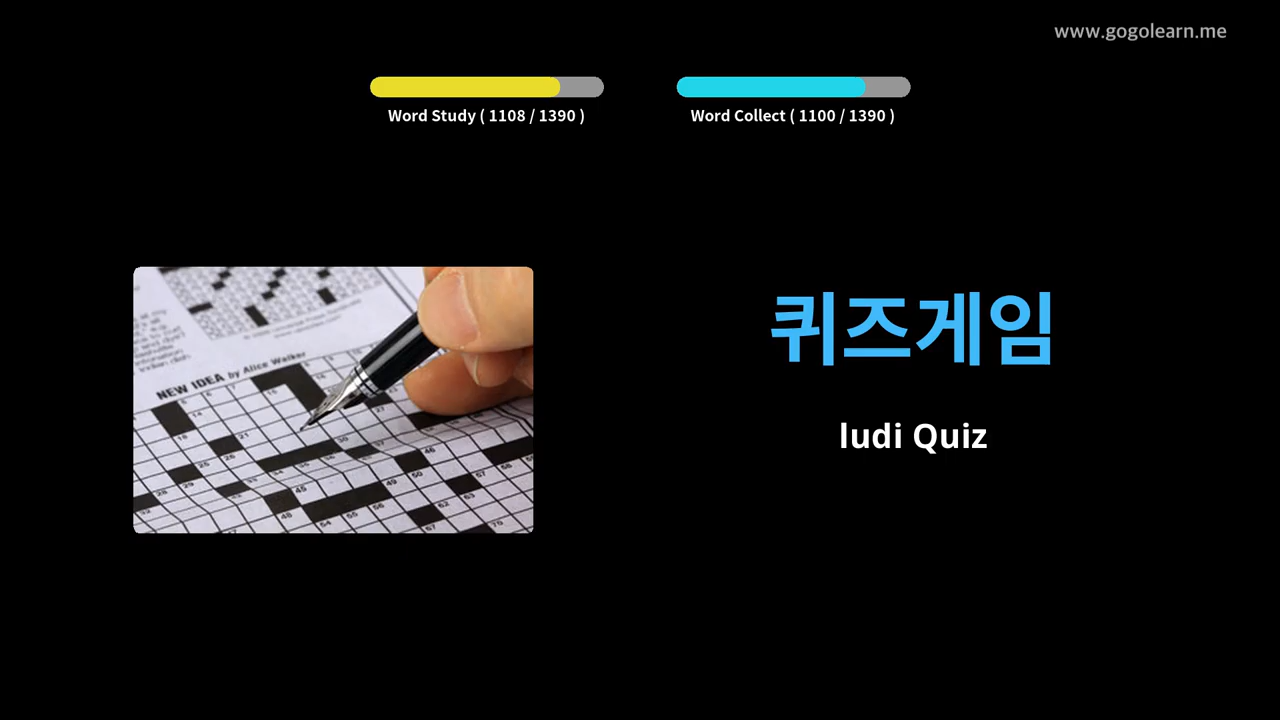 www.gogolearn.me
Word Study ( 1108 / 1390 )
Word Collect ( 1100 / 1390 )
NEW IDEA by Alice Walker
퀴즈게임
ludi Quiz